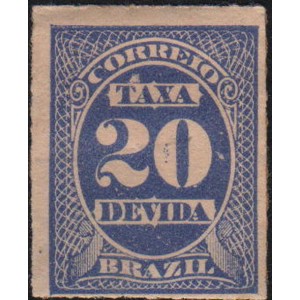 CORREIO
TAXA
20
DEVIDA
BRAZIL